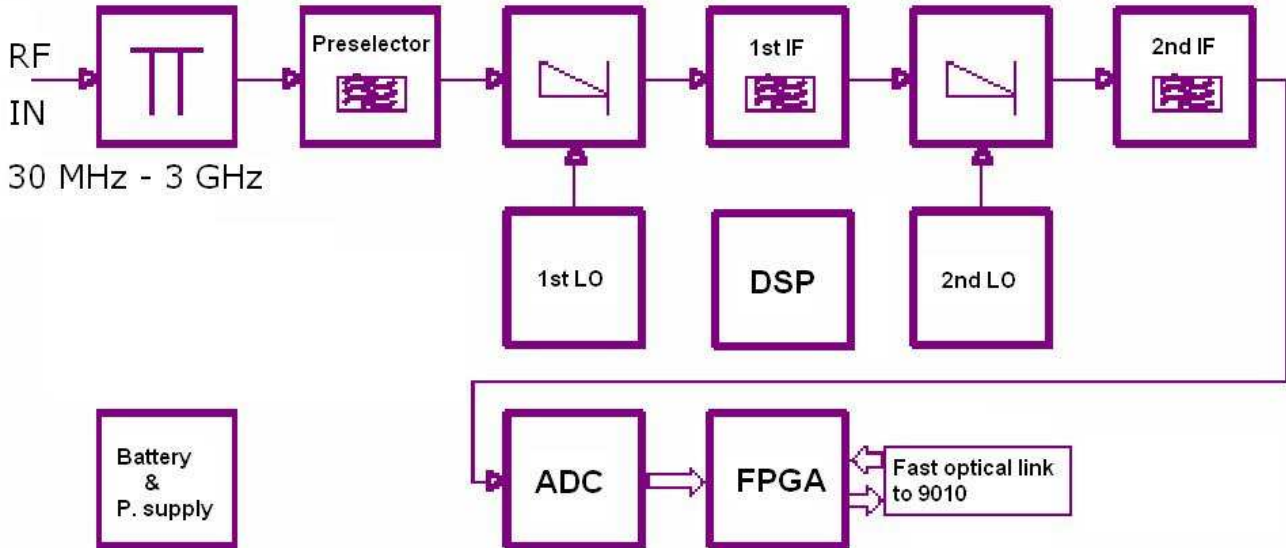 RF
IN
30 MHz - 3 GHz
Preselector
1st IF
2nd IF
1st LO
DSP
2nd LO
Battery
&
P. supply
ADC
FPGA
Fast optical link
to 9010